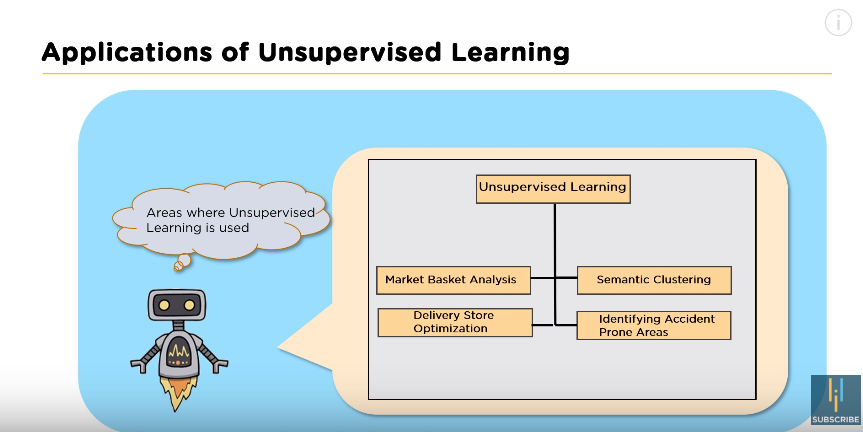 Applications of Unsupervised Learning
Areas where Unsupervised
Learning is used
Unsupervised Learning
Market Basket Analysis
Semantic Clustering
Delivery Store
Optimization
Identifying Accident
Prone Areas
SUBSCRIBE